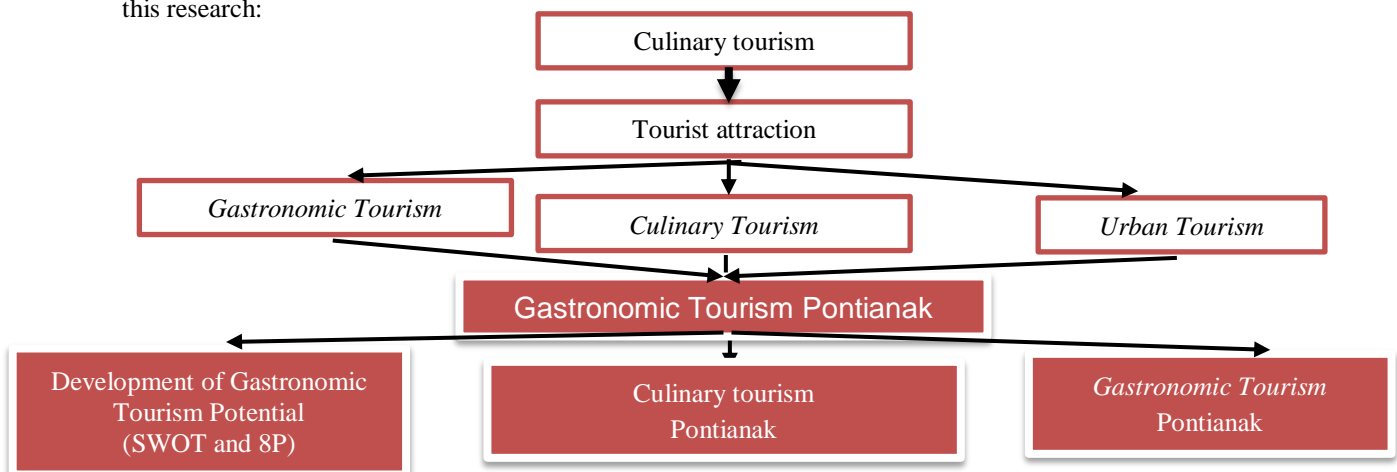 this research:
Culinary tourism
Tourist attraction
Gastronomic Tourism
Culinary Tourism
Urban Tourism
Gastronomic Tourism Pontianak
Development of Gastronomic
Tourism Potential
(SWOT and 8P)
Culinary tourism
Pontianak
Gastronomic Tourism
Pontianak